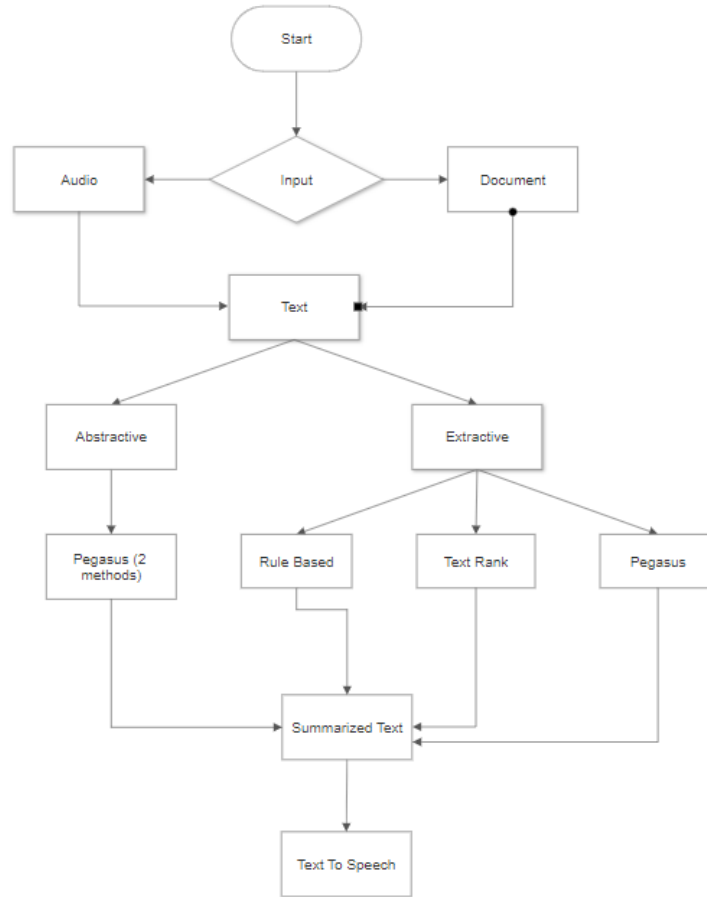 Start
Audio
Input
Document
Text
Abstractive
Extractive
Pegasus (2
methods)
Rule Based
Text Rank
Pegasus
Summarized Text
Text To Speech